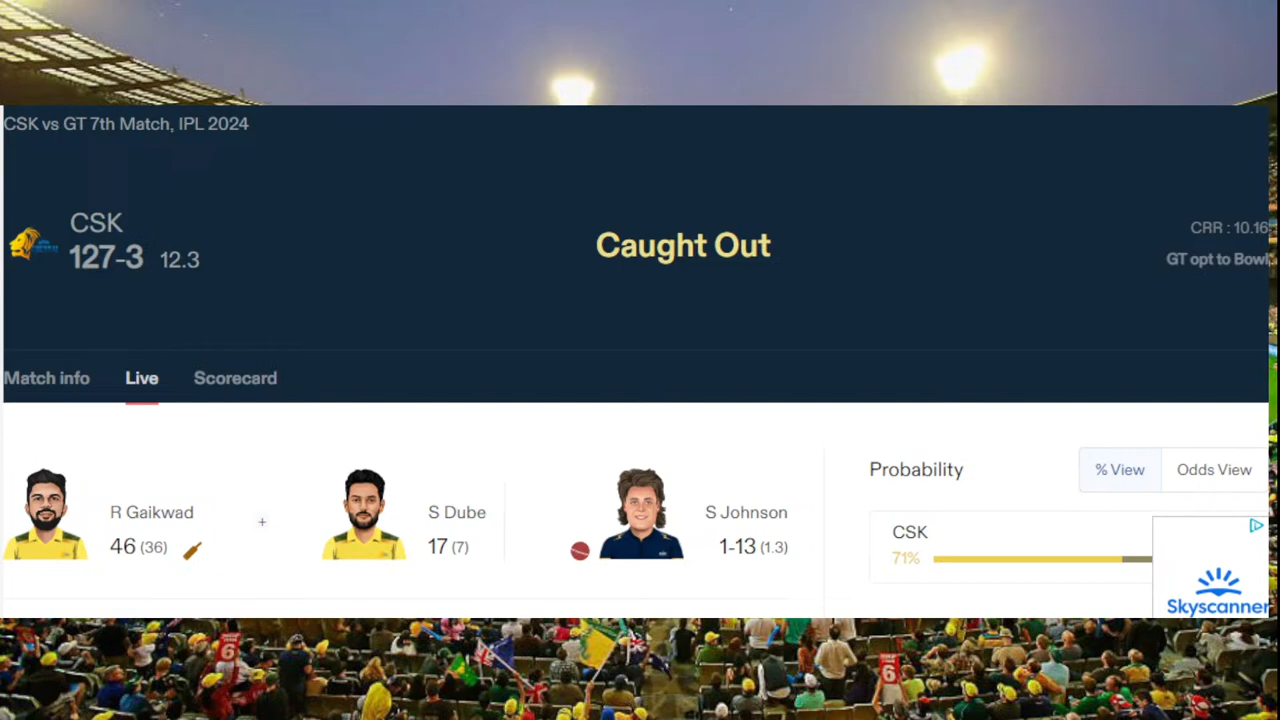 CSK vs GT 7th Match, IPL 2024
CSK
127-3 12.3
Caught Out
CRR : 10.16
GT opt to Bowl
Match info Live Scorecard
R Gaikwad
46 (36)
+
S Dube
17 (7)
S Johnson
1-13 (1.3)
Probability
% View Odds View
CSK
71%
Skyscanner
6
6